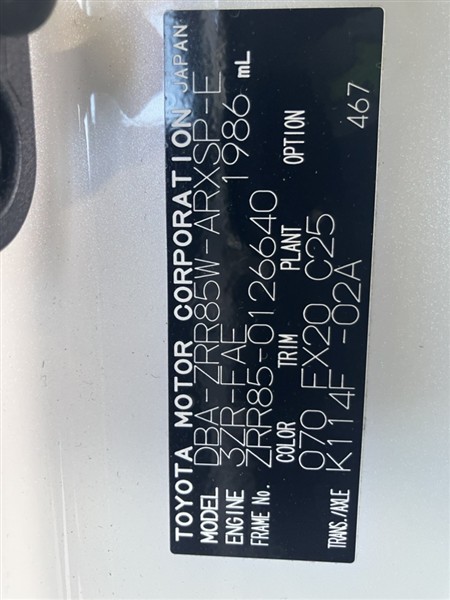 TOYOTA MOTOR CORPORATION JAPAN
MODEL DBA-ZRR85W-ARXSP-E
ENGINE 3ZR-FAE 1986 mL
FRAME No. ZRR85-0126640
COLOR TRIM PLANT OPTION
070 FX20 C25 467
TRANS./AXLE K114F -02A